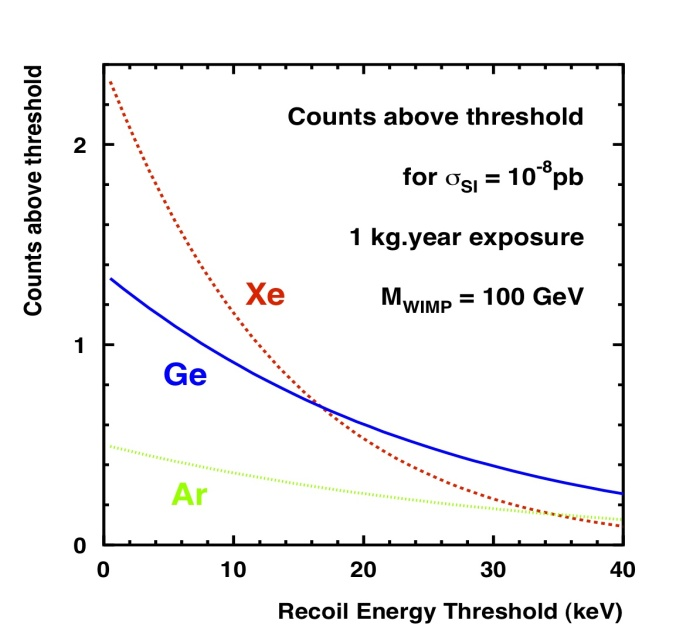 Counts above threshold
2
1
0
Counts above threshold
for σSI = 10-8pb
1 kg.year exposure
MWIMP = 100 GeV
Xe
Ge
Ar
0 10 20 30 40
Recoil Energy Threshold (keV)